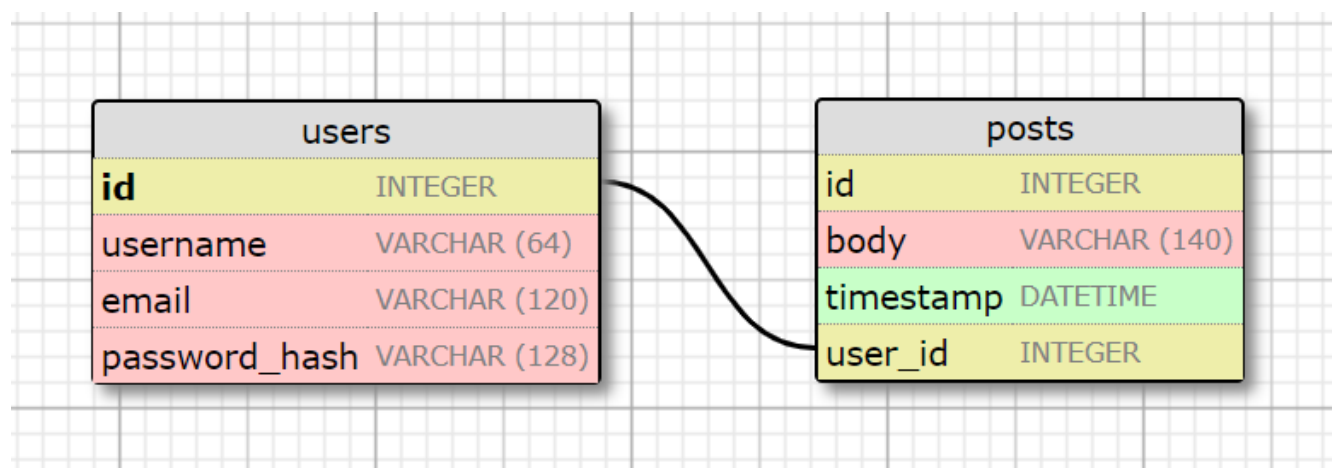 users
id INTEGER
username VARCHAR (64)
email VARCHAR (120)
password_hash VARCHAR (128)
posts
id INTEGER
body VARCHAR (140)
timestamp DATETIME
user_id INTEGER